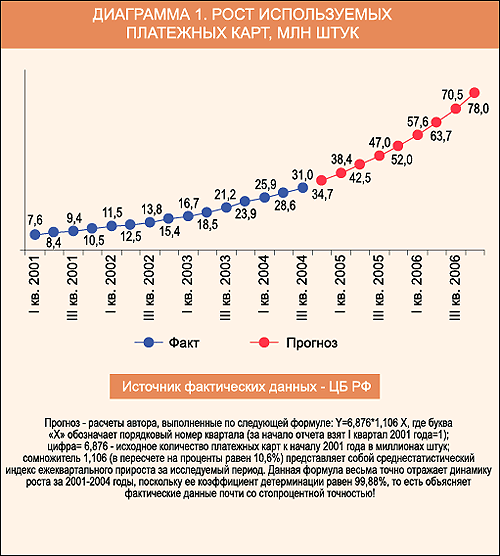 ДИАГРАММА 1. РОСТ ИСПОЛЬЗУЕМЫХ
ПЛАТЕЖНЫХ КАРТ, МЛН ШТУК
7,6
8,4
9,4
10,5
11,5
12,5
13,8
15,4
16,7
18,5
21,2
23,9
25,9
28,6
31,0
34,7
38,4
42,5
47,0
52,0
57,6
63,7
70,5
78,0
I кв. 2001
III кв. 2001
I кв. 2002
III кв. 2002
I кв. 2003
III кв. 2003
I кв. 2004
III кв. 2004
I кв. 2005
III кв. 2005
I кв. 2006
III кв. 2006
Факт
Прогноз
Источник фактических данных - ЦБ РФ
Прогноз - расчеты автора, выполненные по следующей формуле: Y=6,876*1,106 X, где буква
«X» обозначает порядковый номер квартала (за начало отчета взят I квартал 2001 года=1);
цифра= 6,876 - исходное количество платежных карт к началу 2001 года в миллионах штук;
сомножитель 1,106 (в пересчете на проценты равен 10,6%) представляет собой среднестатистический
индекс ежеквартального прироста за исследуемый период. Данная формула весьма точно отражает динамику
роста за 2001-2004 годы, поскольку ее коэффициент детерминации равен 99,88%, то есть объясняет
фактические данные почти со стопроцентной точностью!